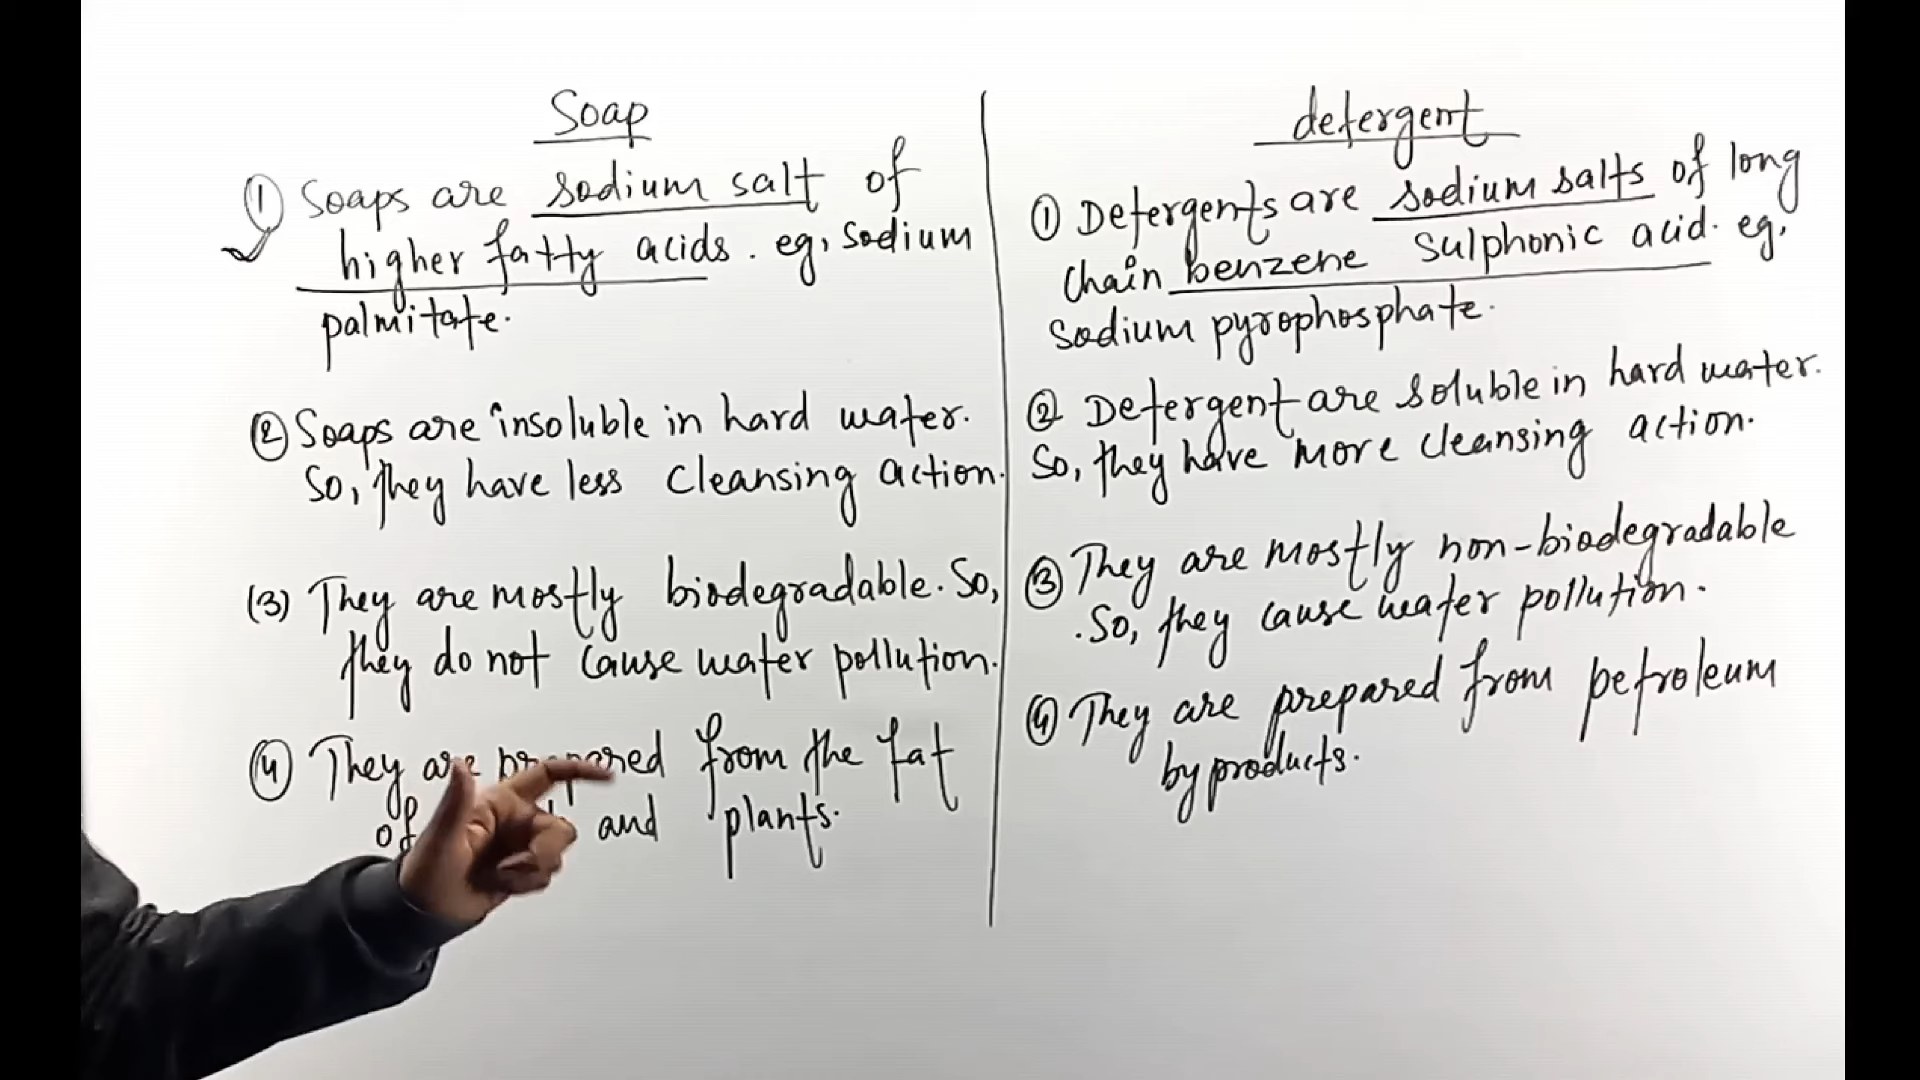 Soap
① Soaps are sodium salt of
higher fatty acids. eg, sodium
palmitate.
② Soaps are insoluble in hard water.
So, they have less cleansing action.
(3) They are mostly biodegradable. So,
they do not cause water pollution.
④ They are prepared from the fat
of and plants.
detergent
① Detergents are sodium salts of long
chain benzene sulphonic acid. eg,
sodium pyrophosphate.
② Detergent are soluble in hard water.
So, they have more cleansing action.
③ They are mostly non-biodegradable
. So, they cause water pollution.
④ They are prepared from petroleum
by products.